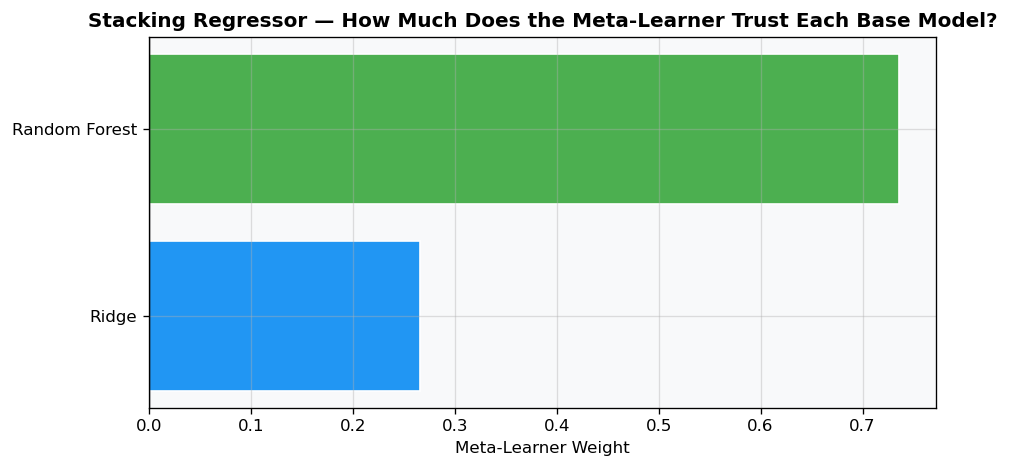 Stacking Regressor — How Much Does the Meta-Learner Trust Each Base Model?
Random Forest
Ridge
0.0 0.1 0.2 0.3 0.4 0.5 0.6 0.7
Meta-Learner Weight